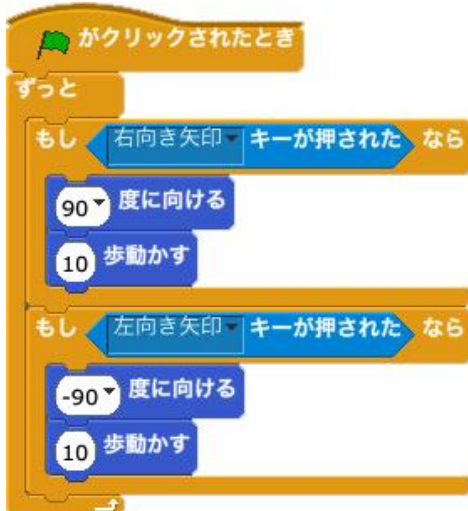 がクリックされたとき
ずっと
もし 右向き矢印 キーが押された なら
90 度に向ける
10 歩動かす
もし 左向き矢印 キーが押された なら
-90 度に向ける
10 歩動かす